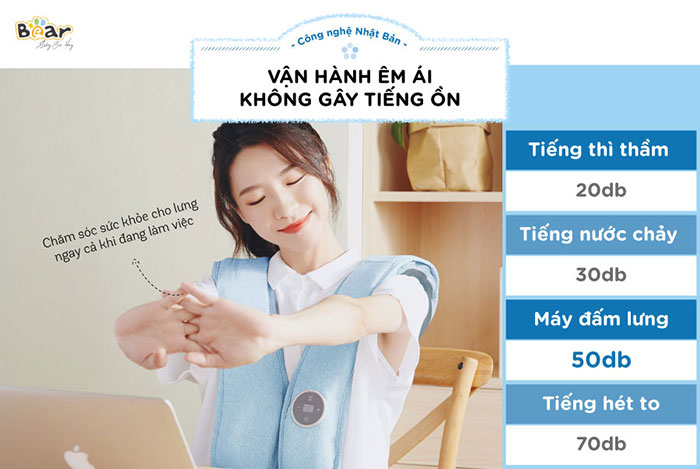 Bear
- Công nghệ Nhật Bản -
VẬN HÀNH ÊM ÁI
KHÔNG GÂY TIẾNG ỒN
Chăm sóc sức khỏe cho lưng
ngay cả khi đang làm việc
Tiếng thì thầm
20db
Tiếng nước chảy
30db
Máy đấm lưng
50db
Tiếng hét to
70db